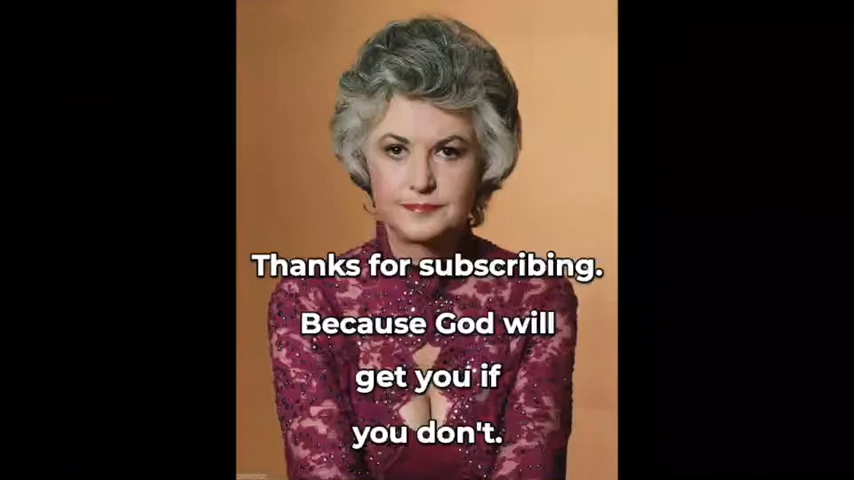 Thanks for subscribing.
Because God will
get you if
you don't.